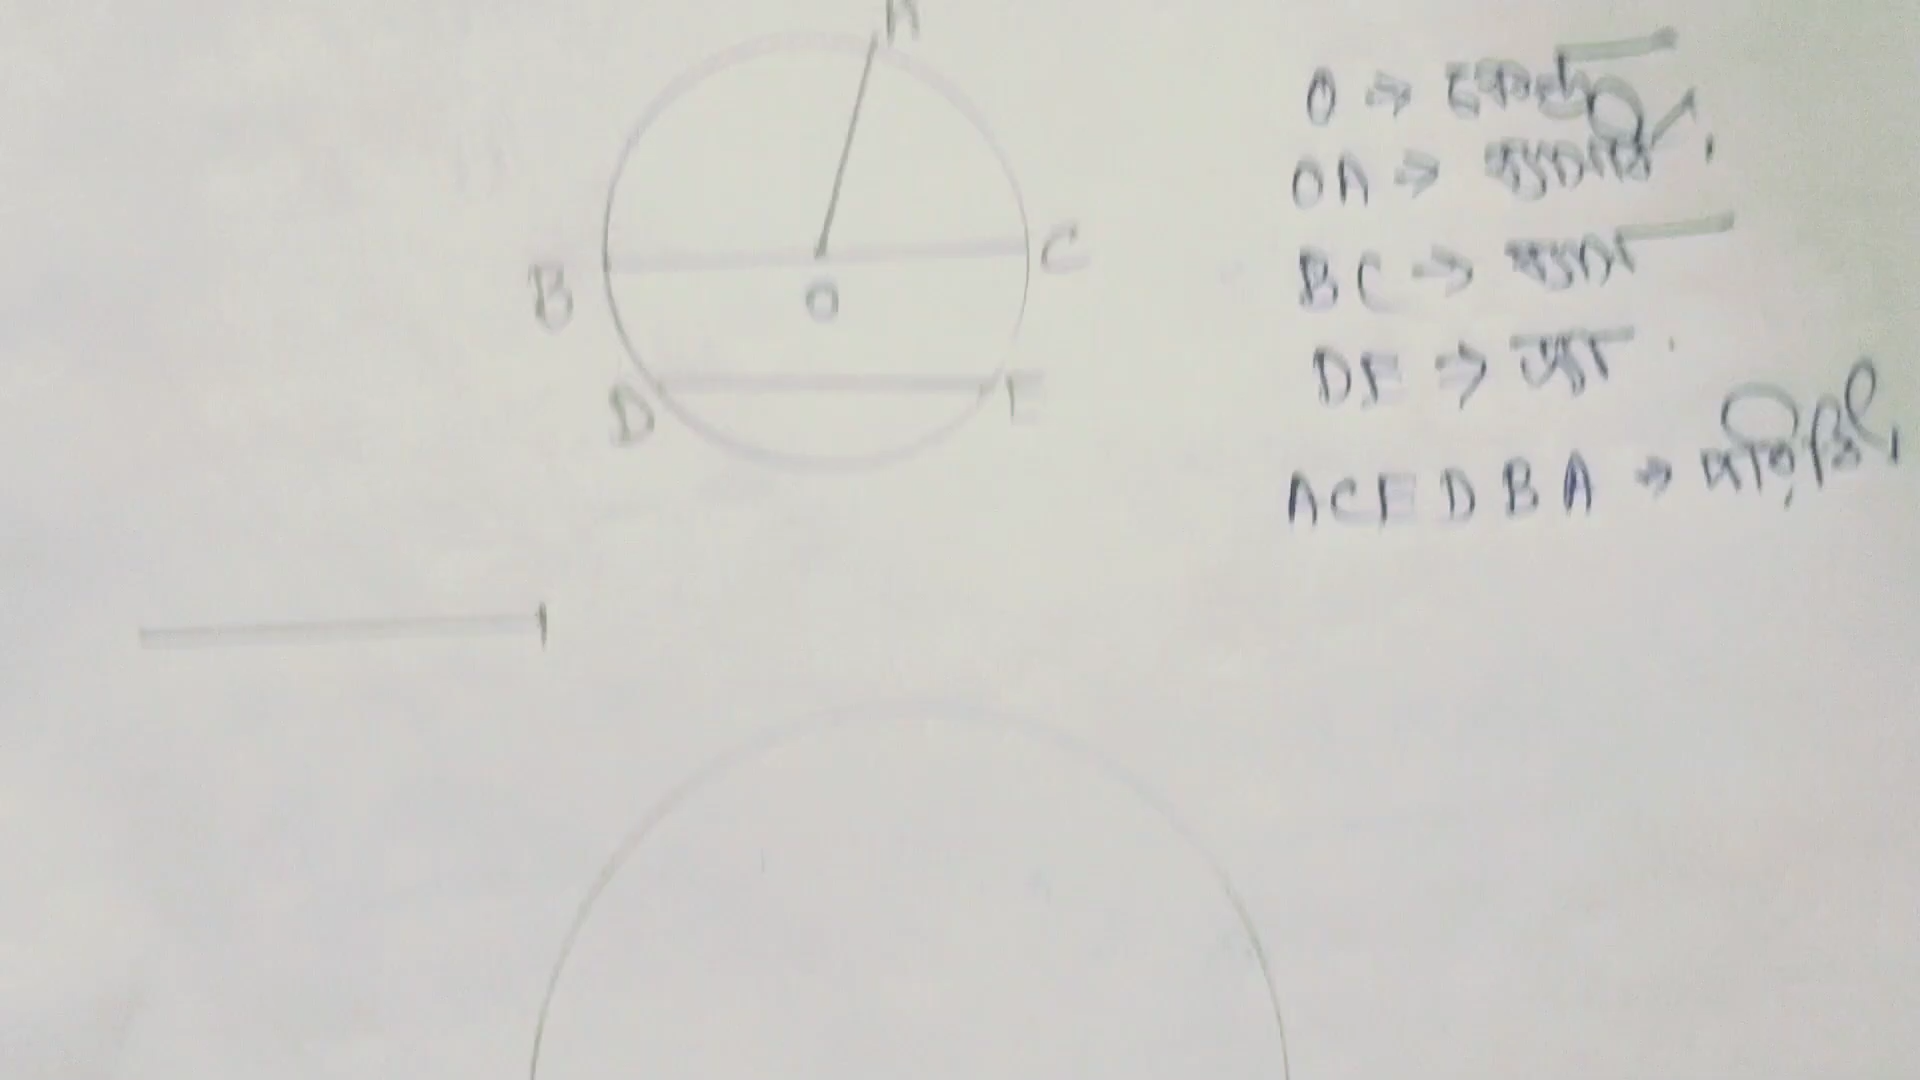 A
B
C
O
D
E
O → কেন্দ্র
OA → ব্যাসার্ধ
BC → ব্যাস
DE → জ্যা
ACEDBA → পরিধি